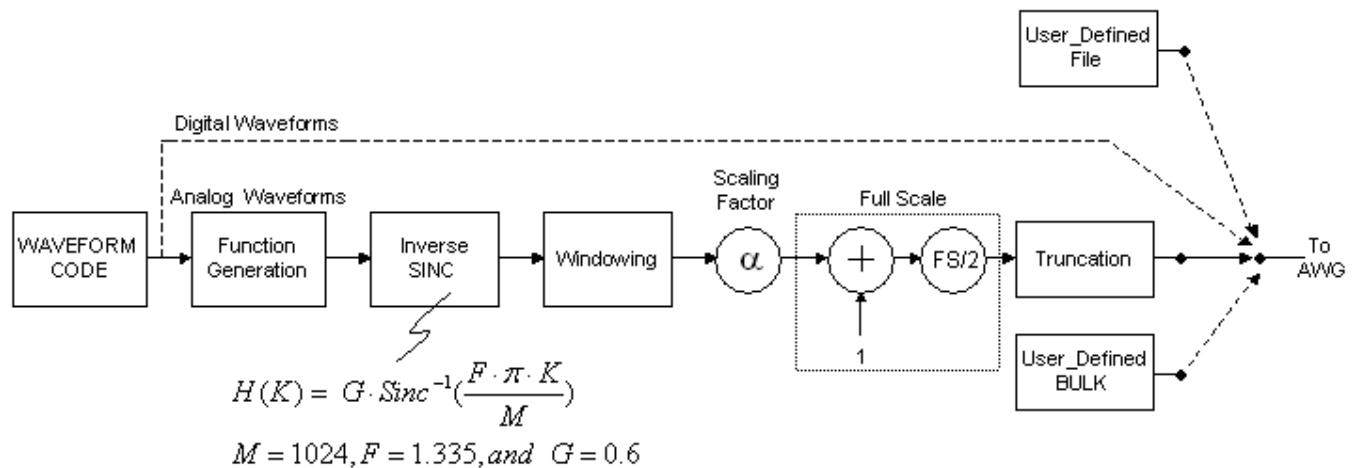 User_Defined
File
Digital Waveforms
Analog Waveforms
Scaling
Factor
Full Scale
WAVEFORM
CODE
Function
Generation
Inverse
SINC
Windowing
α
+
FS/2
Truncation
To
AWG
1
User_Defined
BULK
H(K) = G · Sinc⁻¹(F · π · K / M)
M = 1024, F = 1.335, and G = 0.6